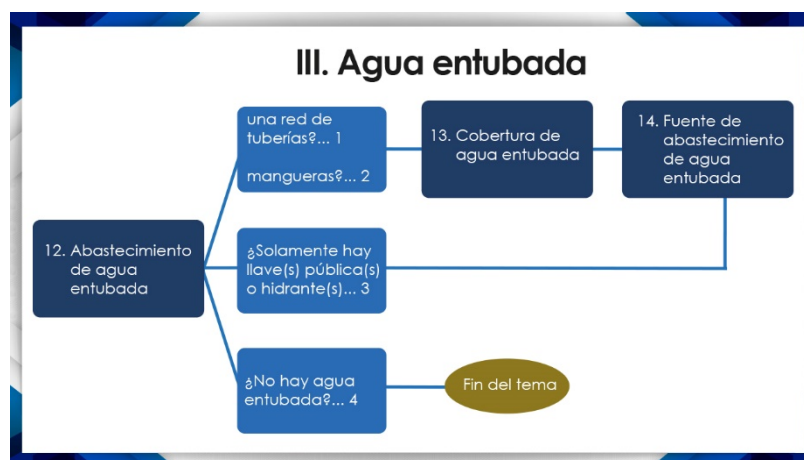 III. Agua entubada
una red de
tuberías?... 1
mangueras?... 2
13. Cobertura de
agua entubada
14. Fuente de
abastecimiento
de agua
entubada
12. Abastecimiento
de agua
entubada
¿Solamente hay
llave(s) pública(s)
o hidrante(s)... 3
¿No hay agua
entubada?... 4
Fin del tema